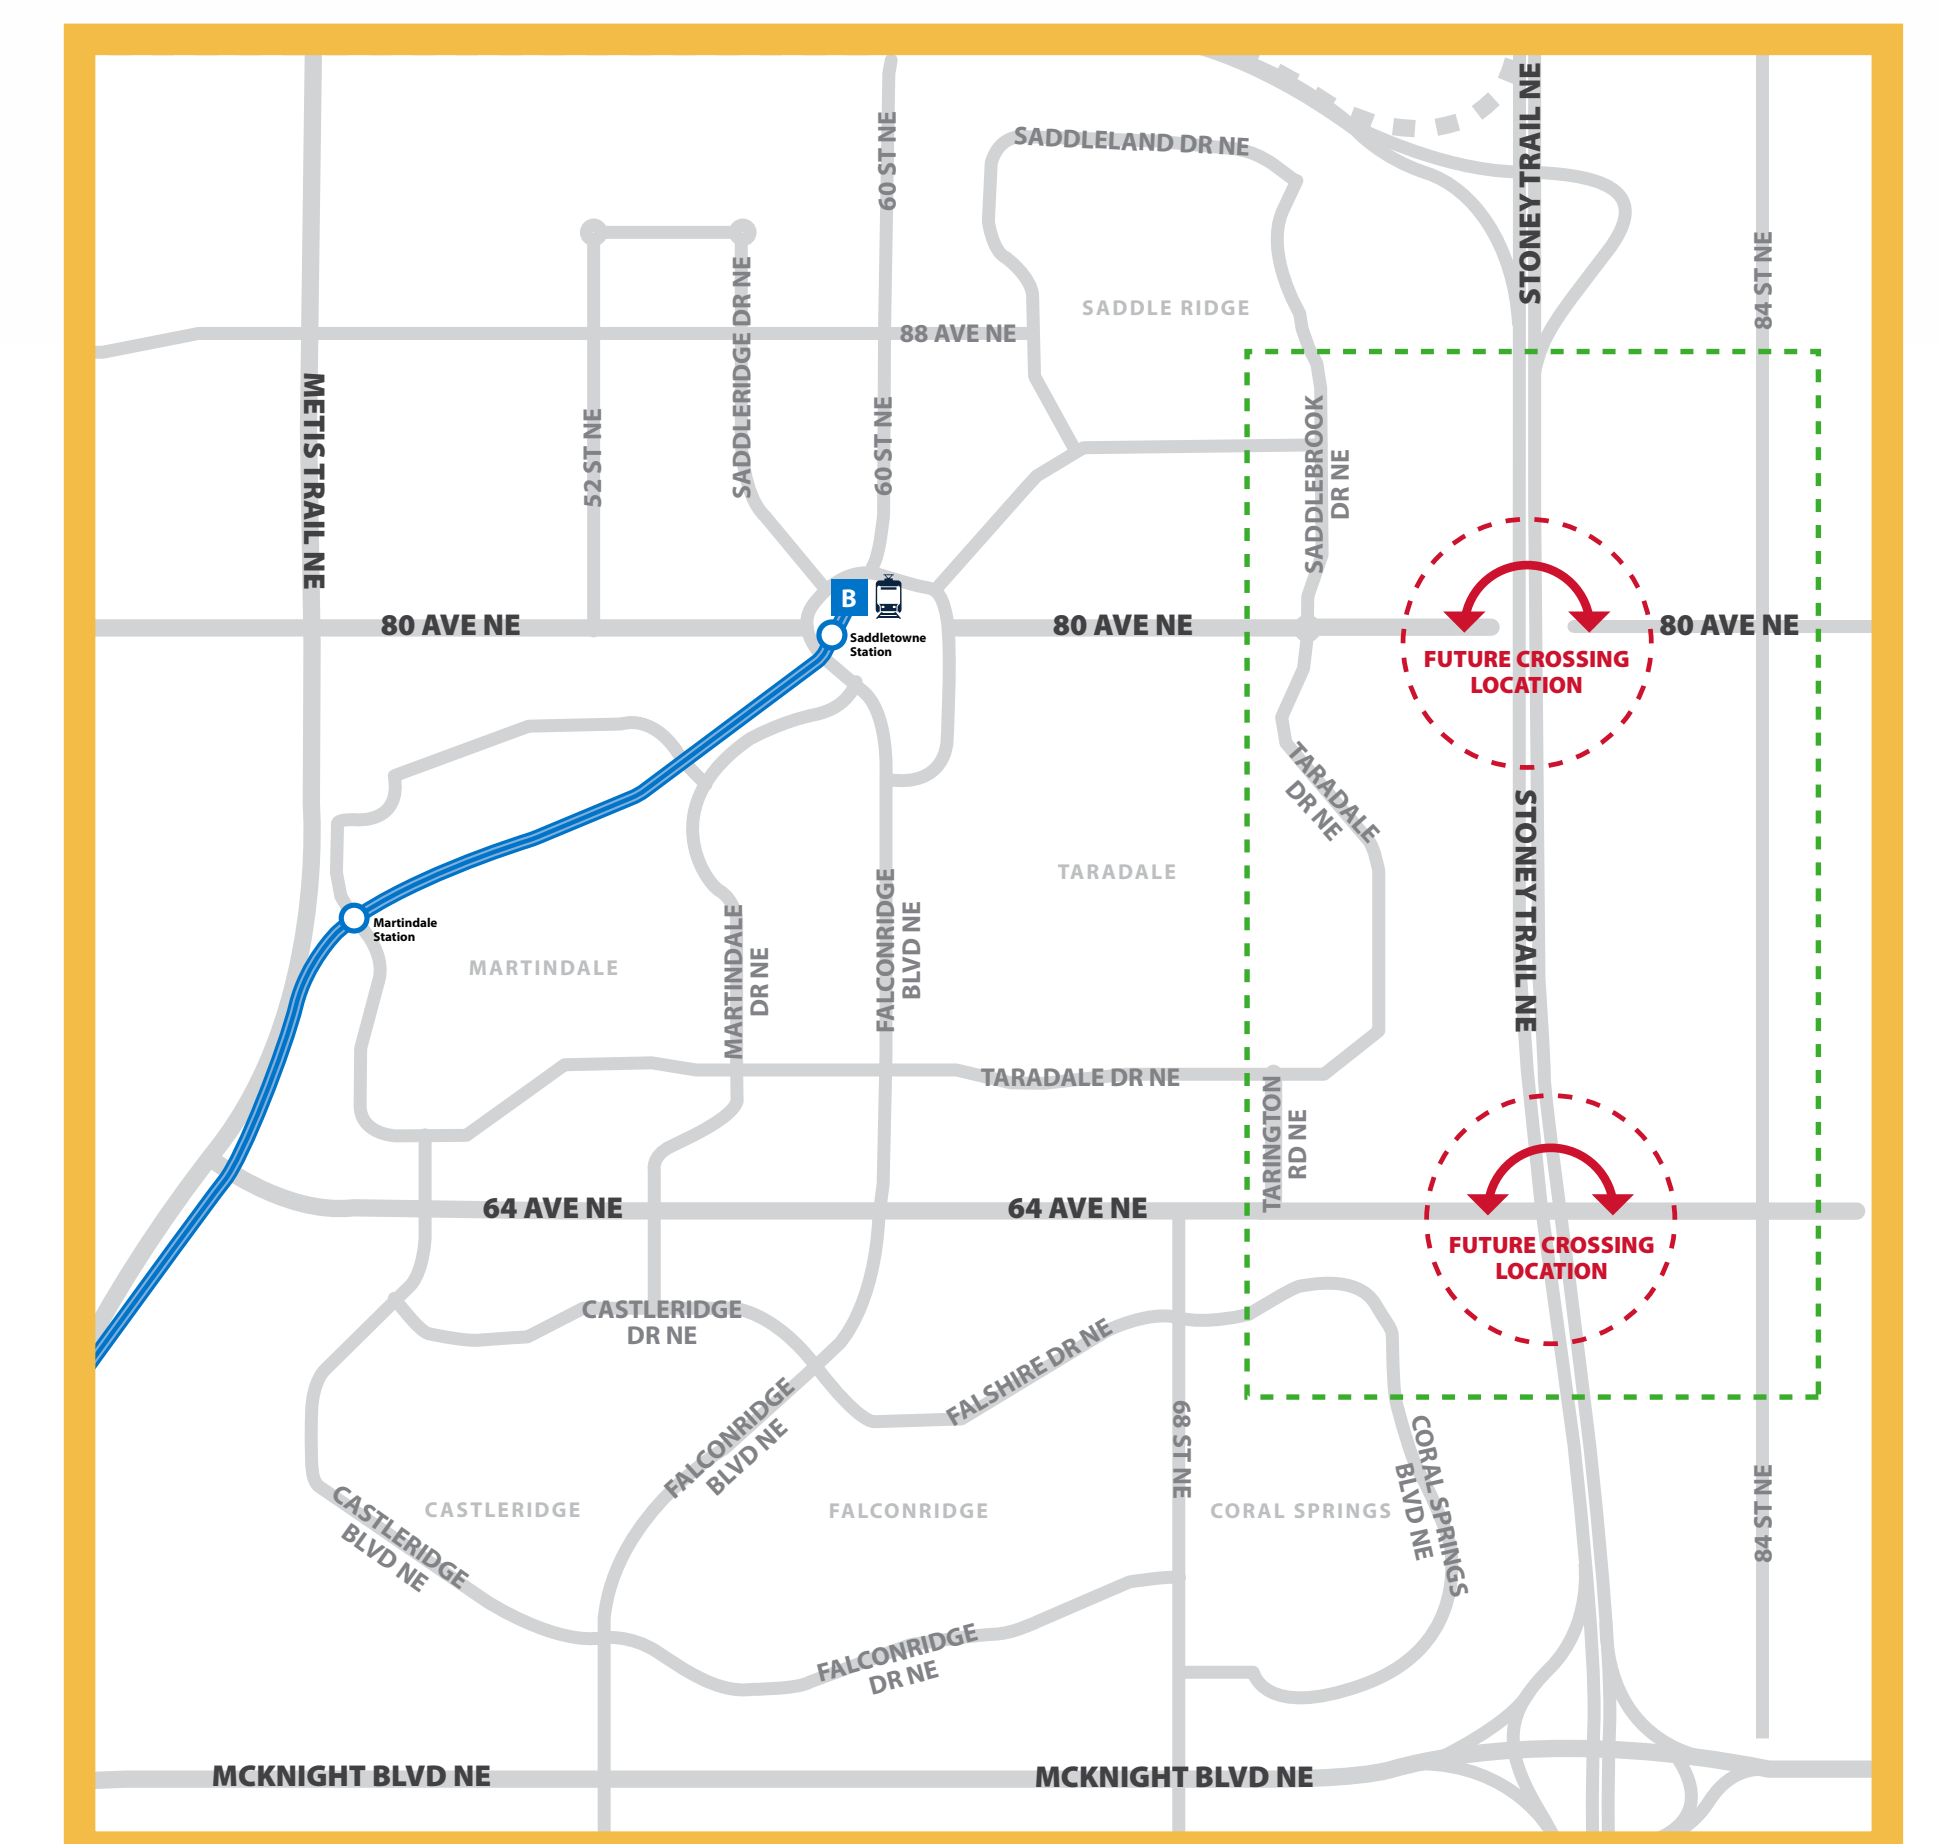 STONEY TRAIL NE
60 ST NE
SADDLELAND DR NE
84 ST NE
SADDLERIDGE DR NE
SADDLE RIDGE
88 AVE NE
METIS TRAIL NE
52 ST NE
60 ST NE
SADDLEBROOK
DR NE
B
80 AVE NE
80 AVE NE
80 AVE NE
Saddletowne
Station
FUTURE CROSSING
LOCATION
TARADALE
DR NE
STONEY TRAIL NE
TARADALE
FALCONRIDGE
BLVD NE
MARTINDALE
DR NE
Martindale
Station
MARTINDALE
TARADALE DR NE
TARINGTON
RD NE
64 AVE NE
64 AVE NE
FUTURE CROSSING
LOCATION
CASTLERIDGE
DR NE
FALSHIRE DR NE
FALCONRIDGE
BLVD NE
68 ST NE
CORAL SPRINGS
BLVD NE
84 ST NE
CASTLERIDGE
BLVD NE
CASTLERIDGE
FALCONRIDGE
CORAL SPRINGS
FALCONRIDGE
DR NE
MCKNIGHT BLVD NE
MCKNIGHT BLVD NE